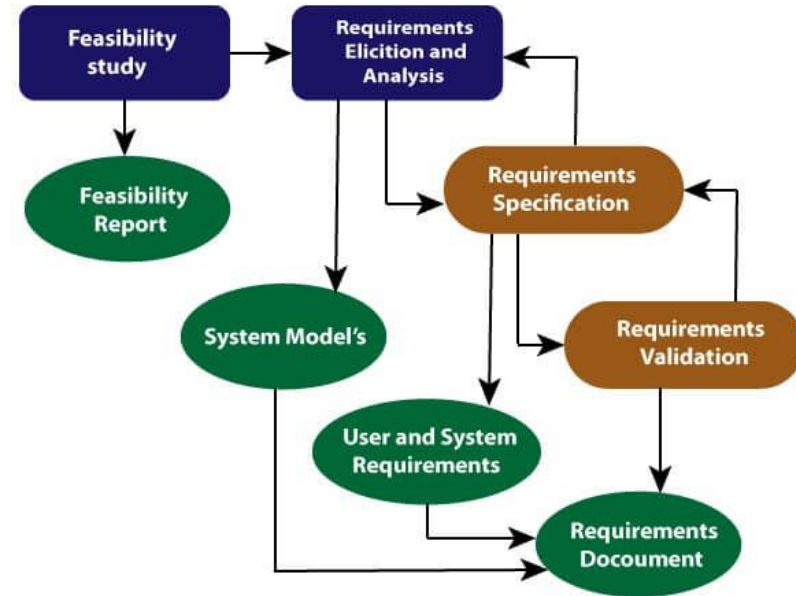 Feasibility
study
Requirements
Elicition and
Analysis
Feasibility
Report
Requirements
Specification
System Model's
Requirements
Validation
User and System
Requirements
Requirements
Docoument